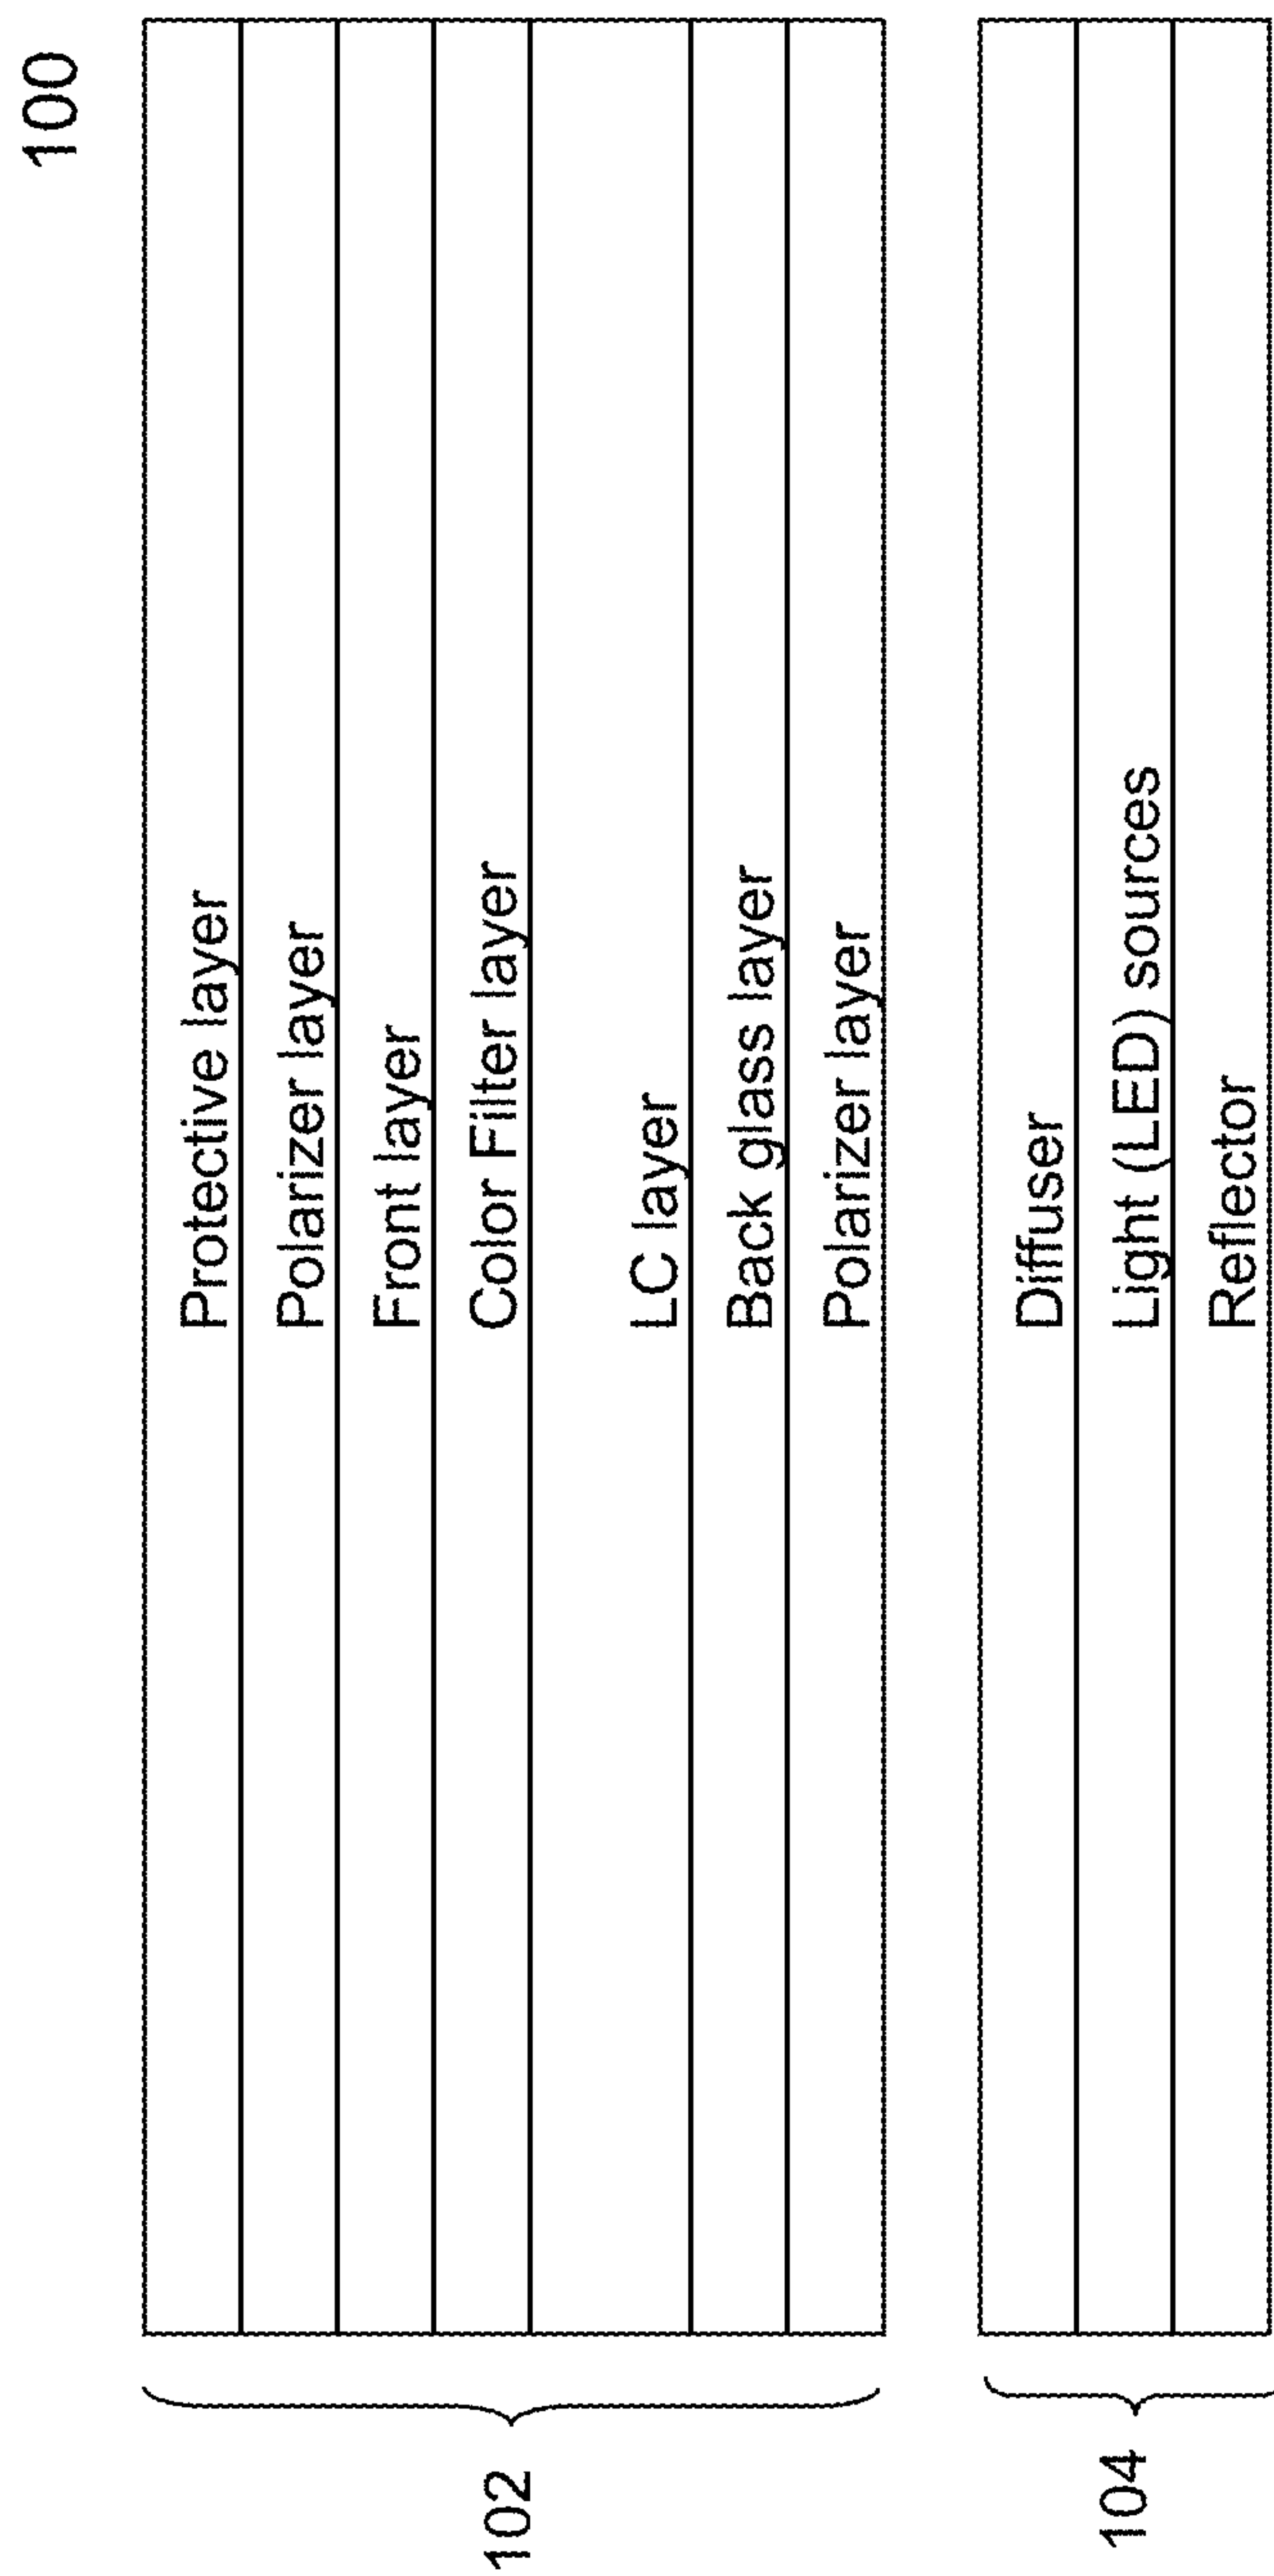 100
Protective layer
Polarizer layer
Front layer
Color Filter layer
LC layer
Back glass layer
Polarizer layer
102
Diffuser
Light (LED) sources
Reflector
104